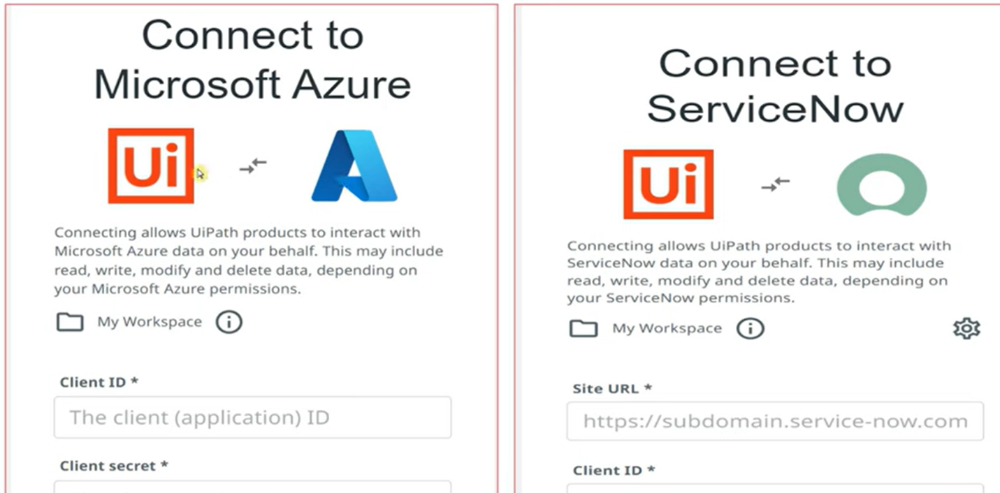 Connect to
Microsoft Azure
Ui
Connecting allows UiPath products to interact with
Microsoft Azure data on your behalf. This may include
read, write, modify and delete data, depending on
your Microsoft Azure permissions.
My Workspace
Client ID *
The client (application) ID
Client secret *
Connect to
ServiceNow
Ui
Connecting allows UiPath products to interact with
ServiceNow data on your behalf. This may include
read, write, modify and delete data, depending on
your ServiceNow permissions.
My Workspace
Site URL *
https://subdomain.service-now.com
Client ID *